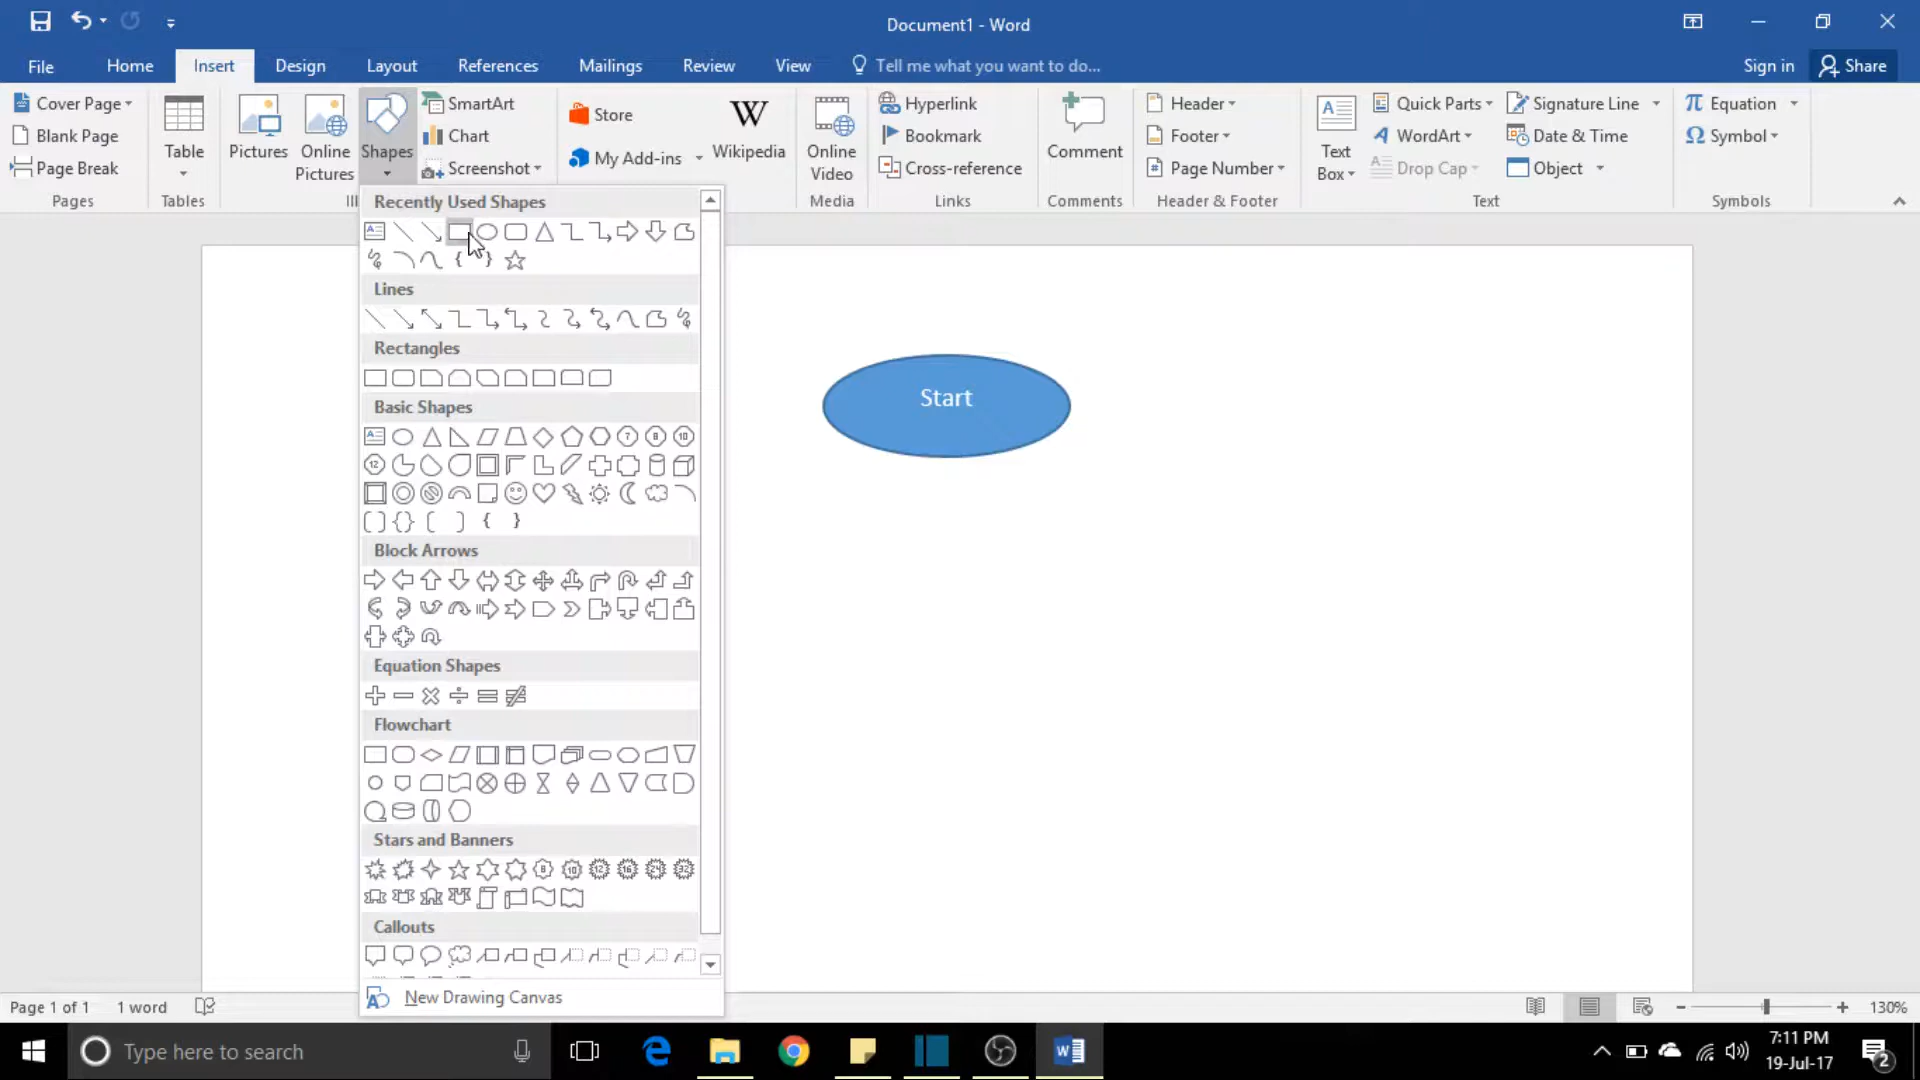 Document1 - Word
File Home Insert Design Layout References Mailings Review View Tell me what you want to do... Sign in Share
Cover Page
Blank Page
Page Break
Pages
Table
Tables
Pictures
Online
Pictures
Shapes
SmartArt
Chart
Screenshot
Store
My Add-ins
Wikipedia
Online
Video
Media
Hyperlink
Bookmark
Cross-reference
Links
Comment
Comments
Header
Footer
Page Number
Header & Footer
Text
Box
Quick Parts
WordArt
Drop Cap
Signature Line
Date & Time
Object
Text
Equation
Symbol
Symbols
Recently Used Shapes
Lines
Rectangles
Basic Shapes
Block Arrows
Equation Shapes
Flowchart
Stars and Banners
Callouts
New Drawing Canvas
Start
Page 1 of 1 1 word
130%
Type here to search
7:11 PM
19-Jul-17
2